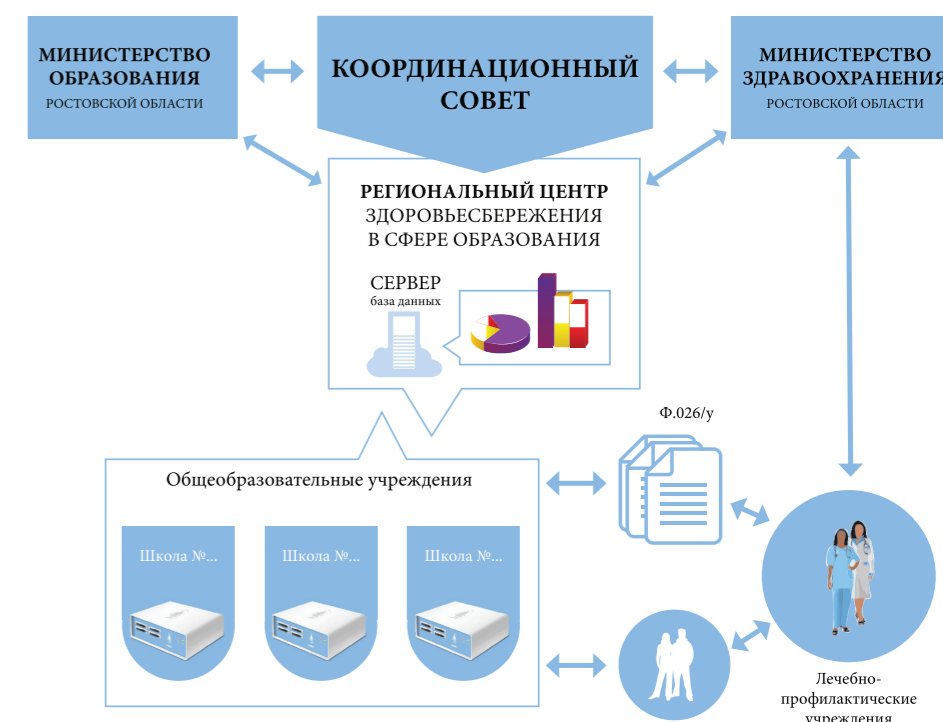 МИНИСТЕРСТВО
ОБРАЗОВАНИЯ
РОСТОВСКОЙ ОБЛАСТИ
КООРДИНАЦИОННЫЙ
СОВЕТ
МИНИСТЕРСТВО
ЗДРАВООХРАНЕНИЯ
РОСТОВСКОЙ ОБЛАСТИ
РЕГИОНАЛЬНЫЙ ЦЕНТР
ЗДОРОВЬЕСБЕРЕЖЕНИЯ
В СФЕРЕ ОБРАЗОВАНИЯ
СЕРВЕР
база данных
Ф.026/у
Общеобразовательные учреждения
Школа №...
Школа №...
Школа №...
Лечебно-
профилактические
учреждения